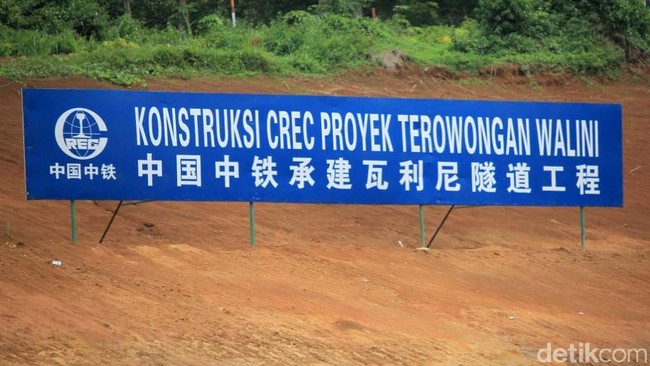 KONSTRUKSI CREC PROYEK TEROWONGAN WALINI
REG
中国中铁
中国中铁承建瓦利尼隧道工程
detikcom